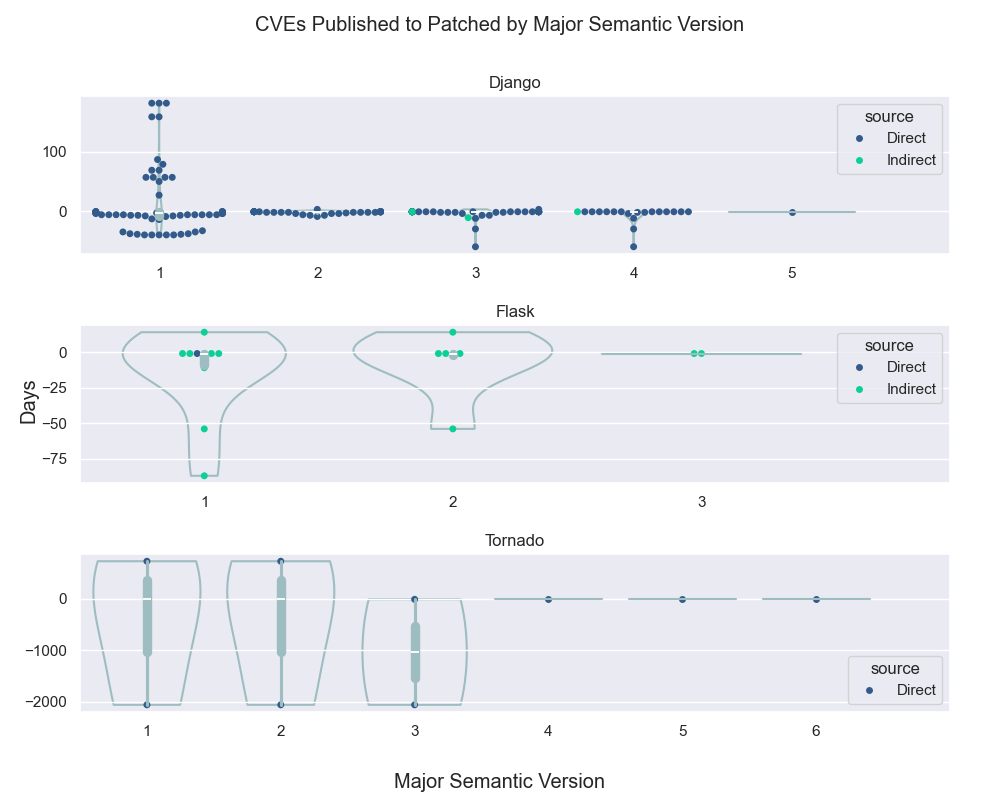 CVEs Published to Patched by Major Semantic Version
Django
source
Direct
Indirect
100
0
1 2 3 4 5
Flask
source
Direct
Indirect
0
−25
−50
−75
1 2 3
Days
Tornado
0
−1000
−2000
source
Direct
1 2 3 4 5 6
Major Semantic Version